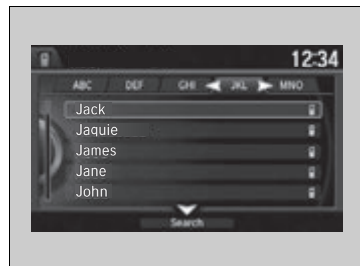 12:34
ABC DEF GHI JKL MNO
Jack
Jaquie
James
Jane
John
Search